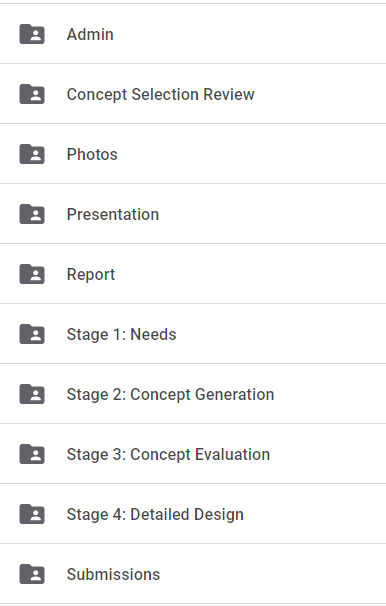 Admin
Concept Selection Review
Photos
Presentation
Report
Stage 1: Needs
Stage 2: Concept Generation
Stage 3: Concept Evaluation
Stage 4: Detailed Design
Submissions